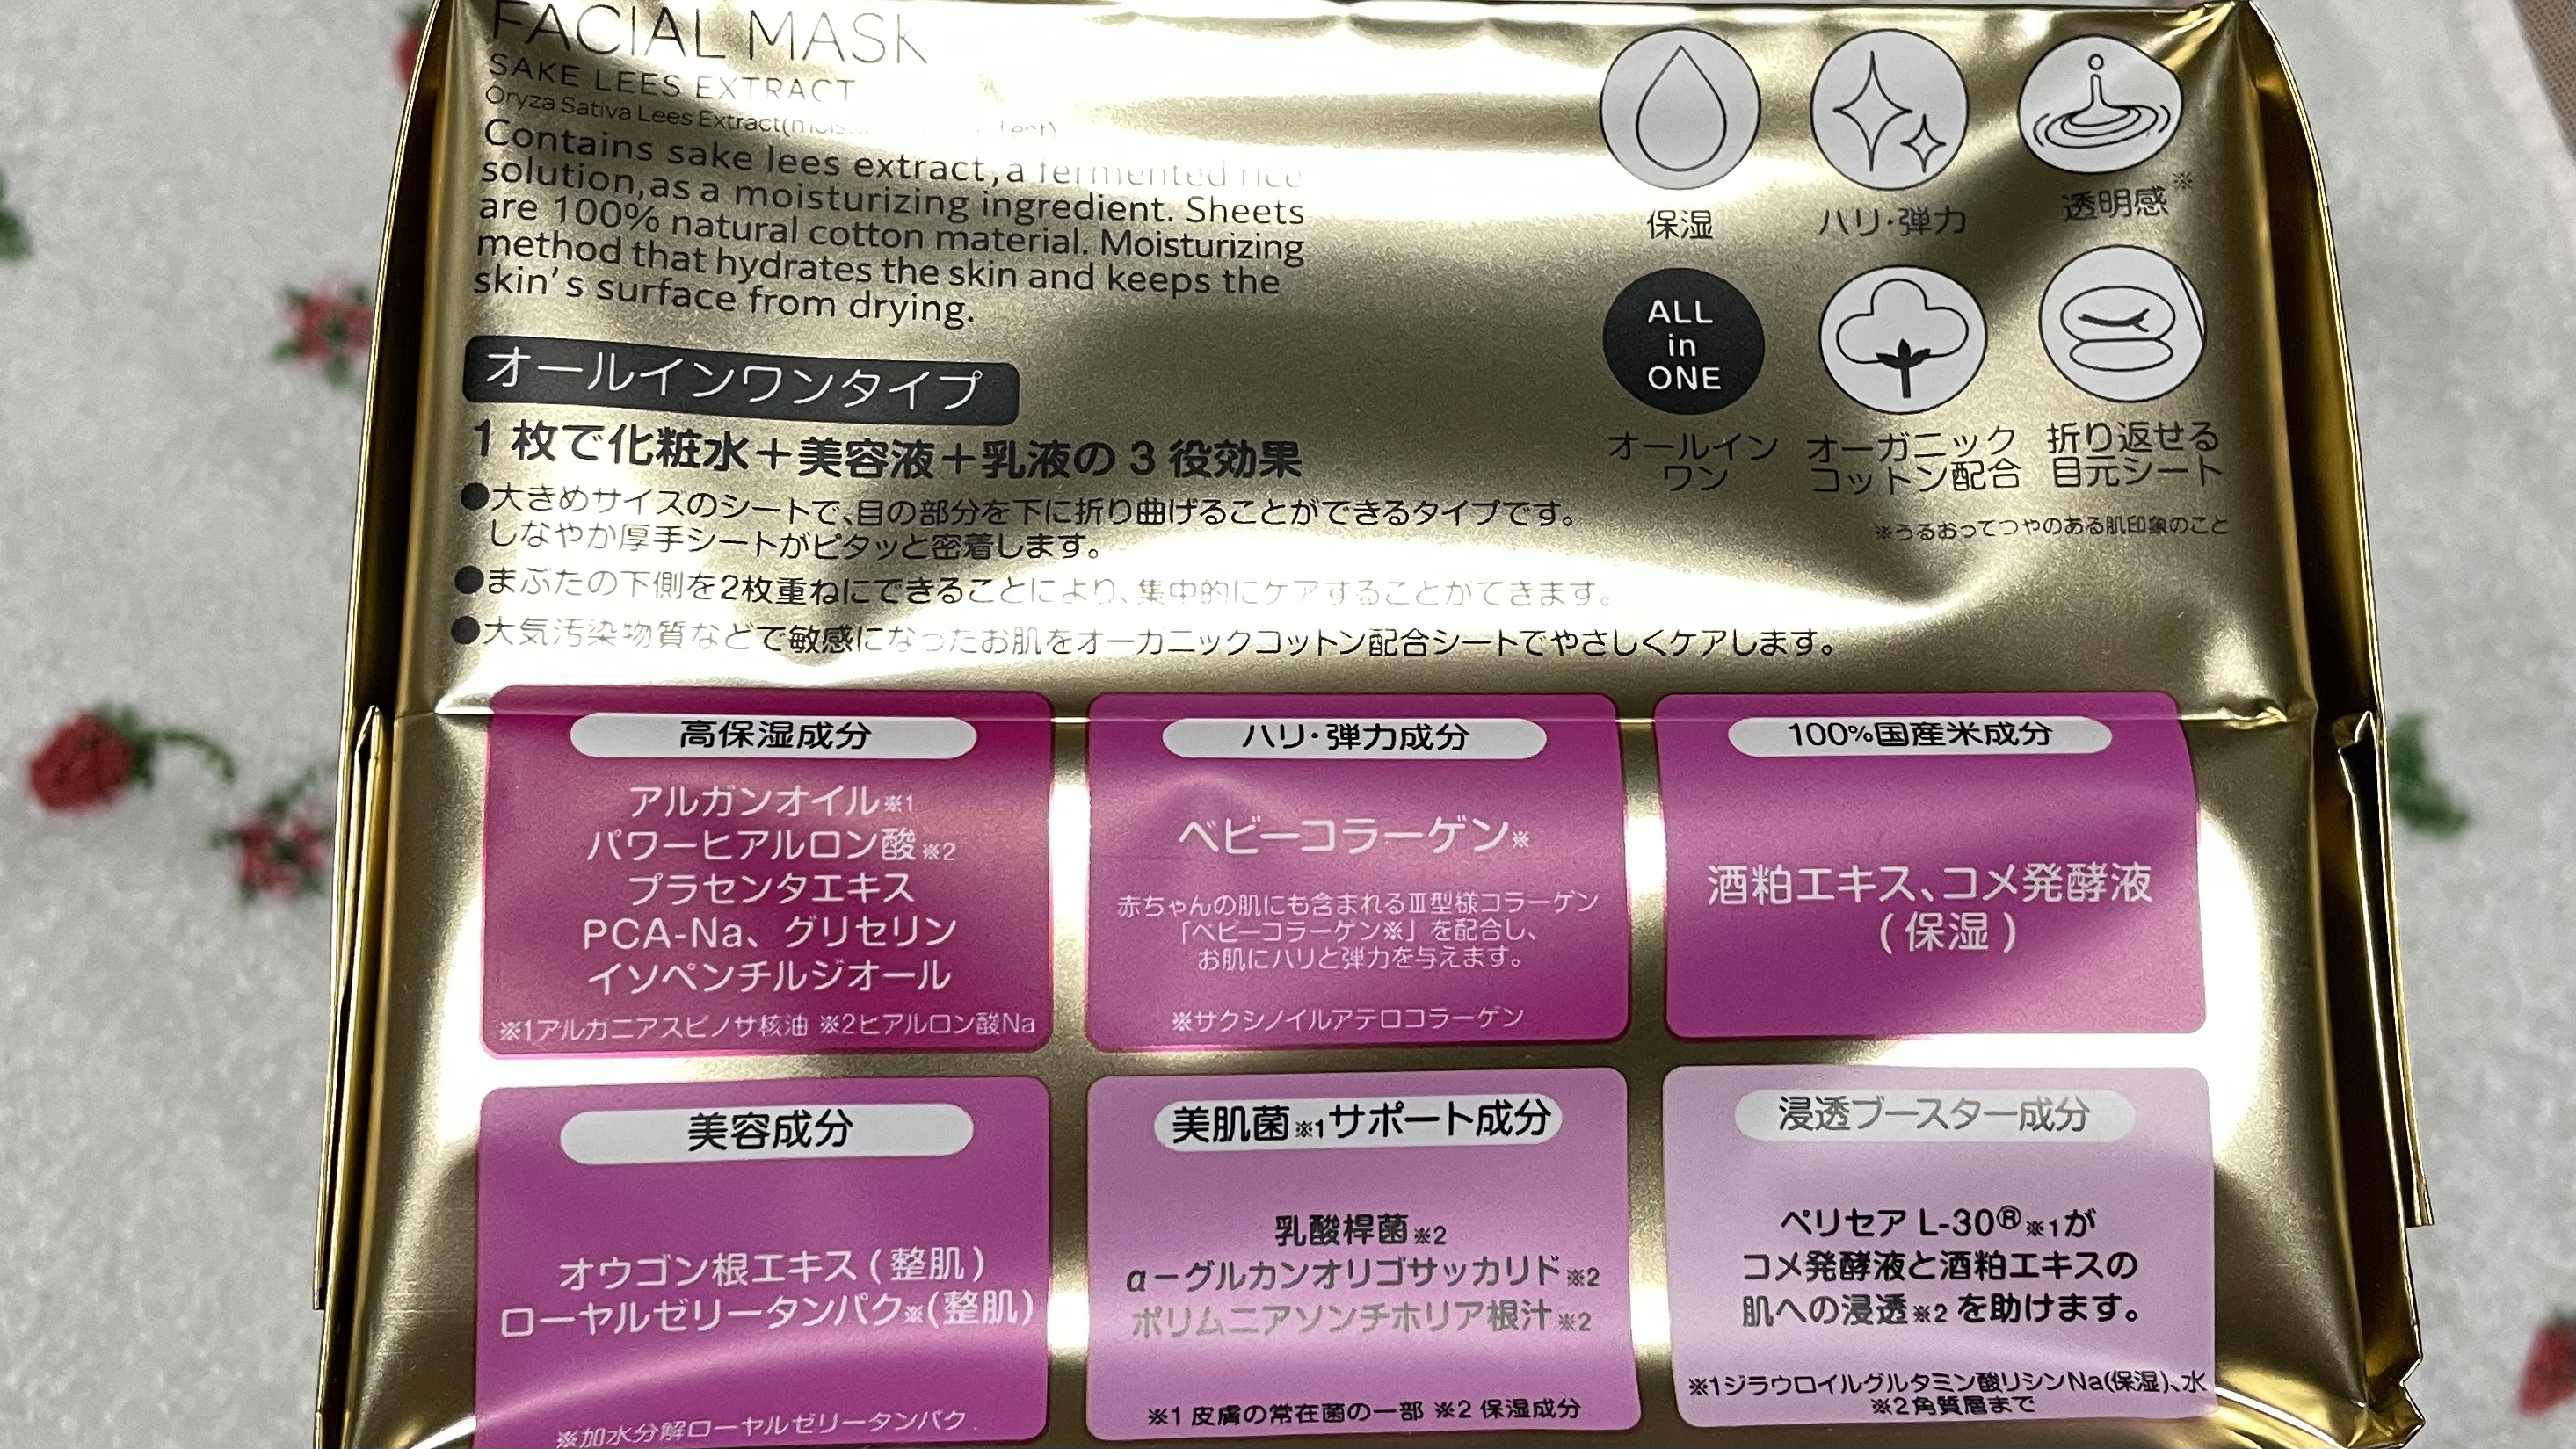 FACIAL MASK
SAKE LEES EXTRACT
Oryza Sativa Lees Extract
Contains sake lees extract, a fermented rice
solution,as a moisturizing ingredient. Sheets
are 100% natural cotton material. Moisturizing
method that hydrates the skin and keeps the
skin's surface from drying.
保湿
ハリ・弾力
透明感※
ALL
in
ONE
オールイン
ワン
オーガニック
コットン配合
折り返せる
目元シート
※うるおってつやのある肌印象のこと
オールインワンタイプ
1枚で化粧水+美容液+乳液の3役効果
●大きめサイズのシートで、目の部分を下に折り曲げることができるタイプです。
しなやか厚手シートがピタッと密着します。
●まぶたの下側を2枚重ねにできることにより、集中的にケアすることができます。
●大気汚染物質などで敏感になったお肌をオーガニックコットン配合シートでやさしくケアします。
高保湿成分
アルガンオイル※1
パワーヒアルロン酸※2
プラセンタエキス
PCA-Na、グリセリン
イソペンチルジオール
※1アルガニアスピノサ核油 ※2ヒアルロン酸Na
ハリ・弾力成分
ベビーコラーゲン※
赤ちゃんの肌にも含まれるⅢ型様コラーゲン
「ベビーコラーゲン※」を配合し、
お肌にハリと弾力を与えます。
※サクシノイルアテロコラーゲン
100%国産米成分
酒粕エキス、コメ発酵液
(保湿)
美容成分
オウゴン根エキス(整肌)
ローヤルゼリータンパク※(整肌)
※加水分解ローヤルゼリータンパク
美肌菌※1サポート成分
乳酸桿菌※2
α－グルカンオリゴサッカリド※2
ポリムニアソンチホリア根汁※2
※1 皮膚の常在菌の一部 ※2 保湿成分
浸透ブースター成分
ペリセア L-30®※1が
コメ発酵液と酒粕エキスの
肌への浸透※2 を助けます。
※1ジラウロイルグルタミン酸リシンNa(保湿)、水
※2角質層まで